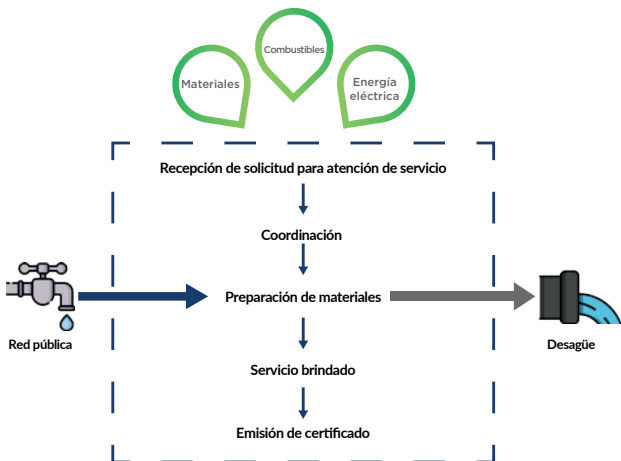 Combustibles
Materiales
Energía
eléctrica
Recepción de solicitud para atención de servicio
Coordinación
Preparación de materiales
Red pública
Desagüe
Servicio brindado
Emisión de certificado